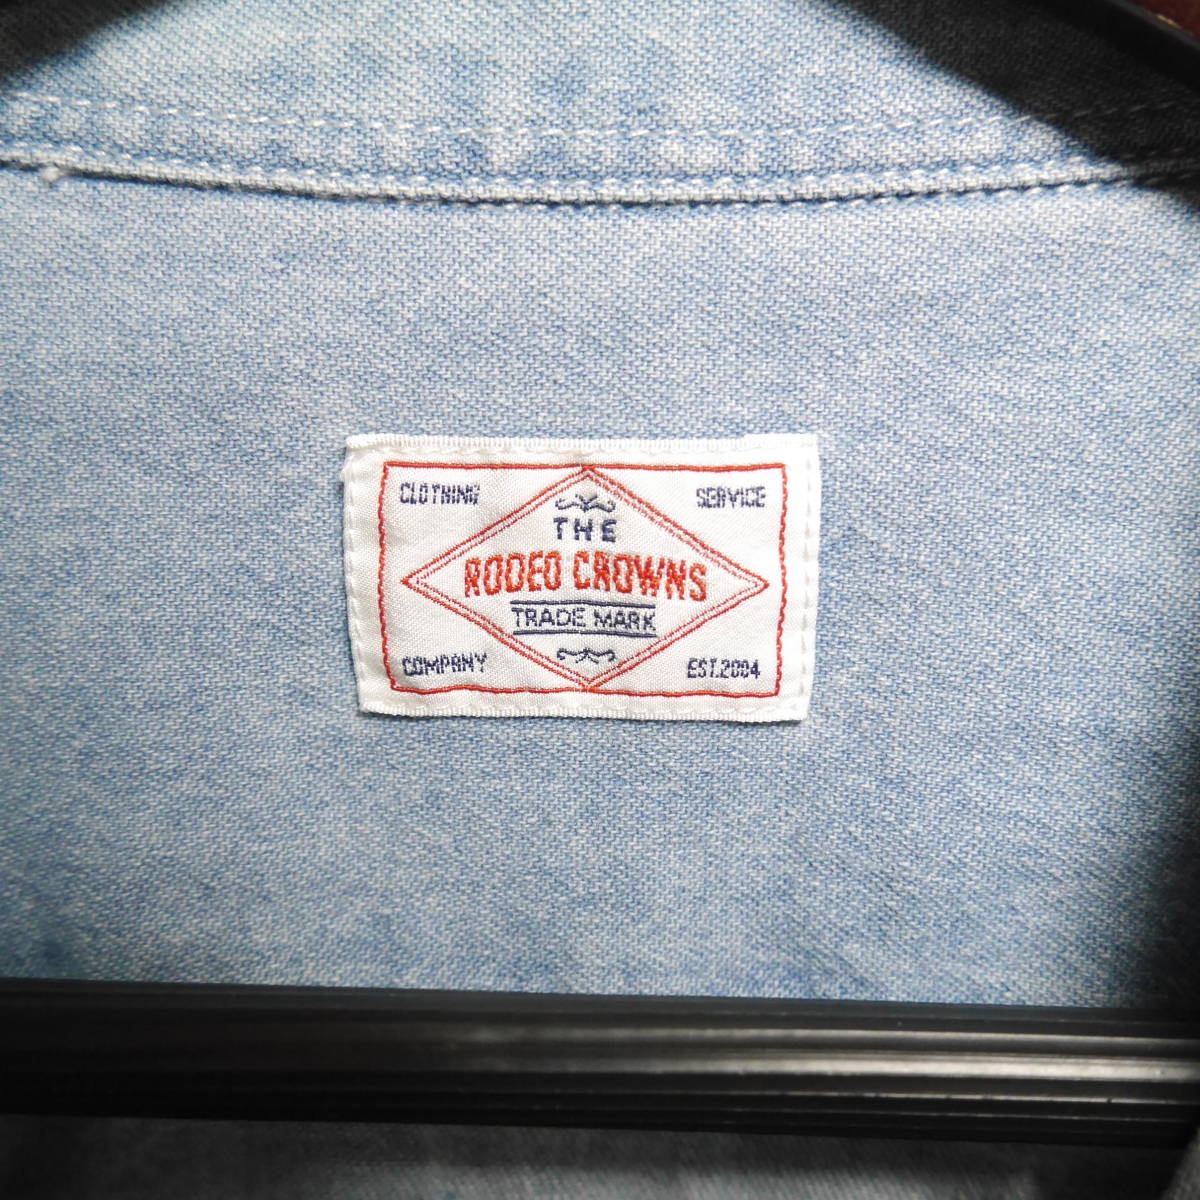 CLOTHING SERVICE
THE
RODEO CROWNS
TRADE MARK
COMPANY EST.2004